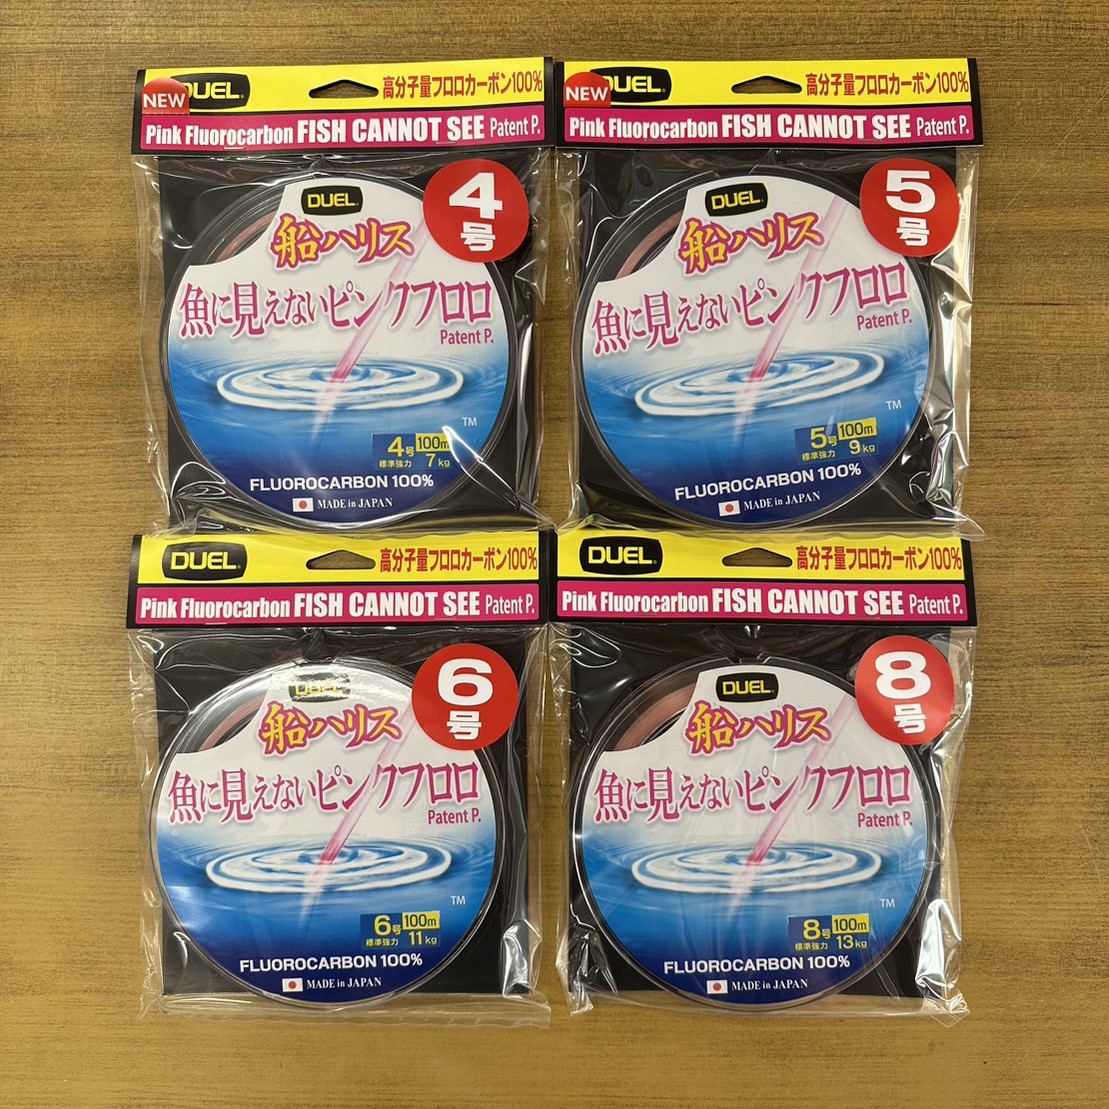 DUEL.
高分子量フロロカーボン100%
NEW
Pink Fluorocarbon FISH CANNOT SEE Patent P.
4号
DUEL.
船ハリス
魚に見えないピンクフロロ
Patent P.
TM
4号 100m
標準強力 7kg
FLUOROCARBON 100%
MADE in JAPAN
DUEL.
高分子量フロロカーボン100%
NEW
Pink Fluorocarbon FISH CANNOT SEE Patent P.
5号
DUEL.
船ハリス
魚に見えないピンクフロロ
Patent P.
TM
5号 100m
標準強力 9kg
FLUOROCARBON 100%
MADE in JAPAN
DUEL.
高分子量フロロカーボン100%
Pink Fluorocarbon FISH CANNOT SEE Patent P.
6号
DUEL.
船ハリス
魚に見えないピンクフロロ
Patent P.
TM
6号 100m
標準強力 11kg
FLUOROCARBON 100%
MADE in JAPAN
DUEL.
高分子量フロロカーボン100%
Pink Fluorocarbon FISH CANNOT SEE Patent P.
8号
DUEL.
船ハリス
魚に見えないピンクフロロ
Patent P.
TM
8号 100m
標準強力 13kg
FLUOROCARBON 100%
MADE in JAPAN